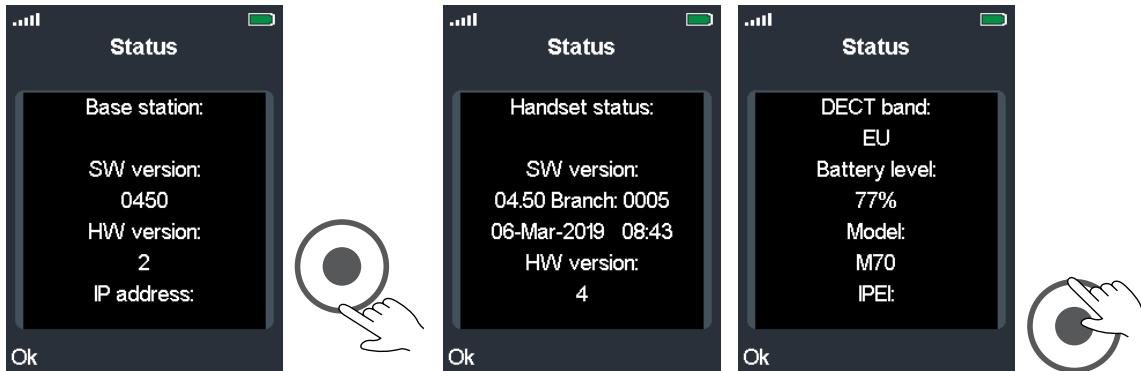 Status
Base station:
SW version:
0450
HW version:
2
IP address:
Ok
Status
Handset status:
SW version:
04.50 Branch: 0005
06-Mar-2019 08:43
HW version:
4
Ok
Status
DECT band:
EU
Battery level:
77%
Model:
M70
IPEI:
Ok